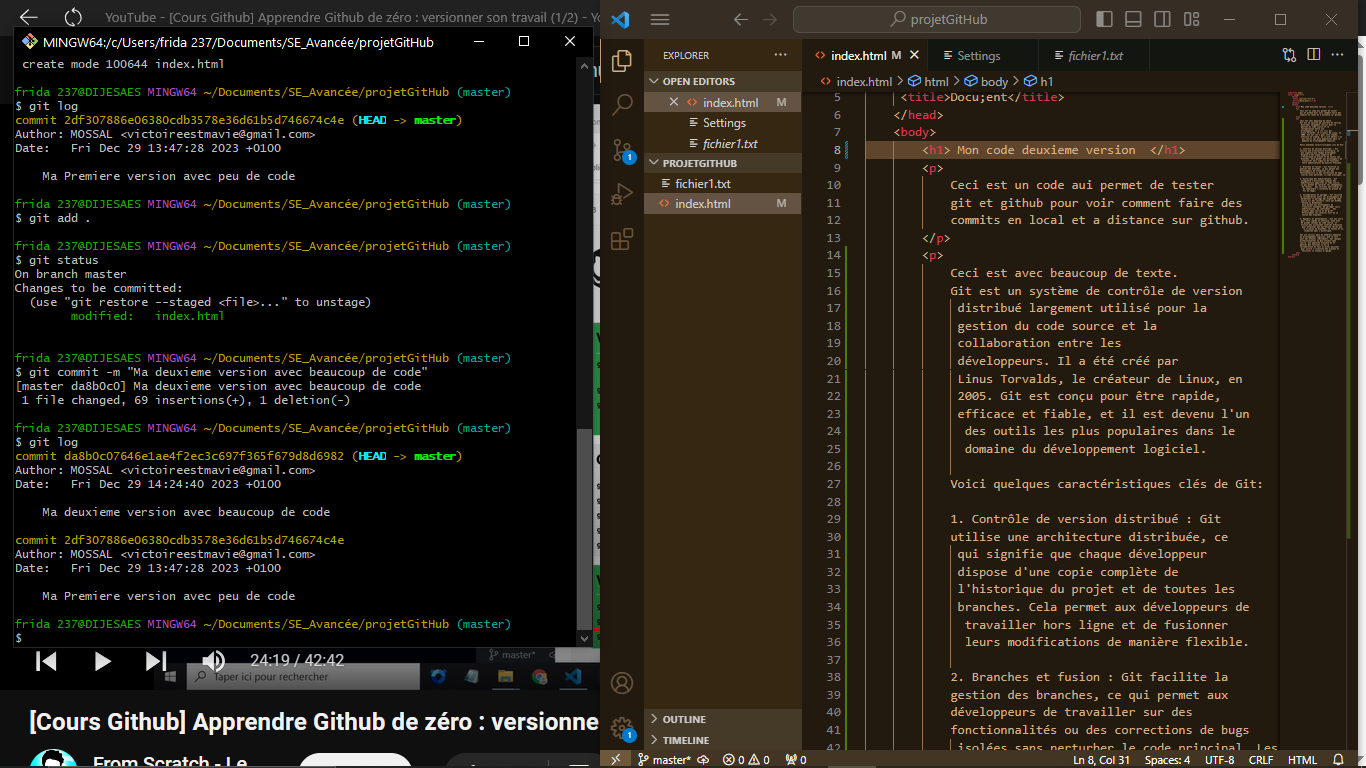 YouTube - [Cours Github] Apprendre Github de zéro : versionner son travail (1/2) - Git
MINGW64:/c/Users/frida 237/Documents/SE_Avancée/projetGitHub
create mode 100644 index.html
frida 237@DIJESAES MINGW64 ~/Documents/SE_Avancée/projetGitHub (master)
$ git log
commit 2df307886e06380cdb3578e36d61b5d746674c4e (HEAD -> master)
Author: MOSSAL <victoireestmavie@gmail.com>
Date:   Fri Dec 29 13:47:28 2023 +0100
Ma Premiere version avec peu de code
frida 237@DIJESAES MINGW64 ~/Documents/SE_Avancée/projetGitHub (master)
$ git add .
frida 237@DIJESAES MINGW64 ~/Documents/SE_Avancée/projetGitHub (master)
$ git status
On branch master
Changes to be committed:
(use "git restore --staged <file>..." to unstage)
modified:   index.html
frida 237@DIJESAES MINGW64 ~/Documents/SE_Avancée/projetGitHub (master)
$ git commit -m "Ma deuxieme version avec beaucoup de code"
[master da8b0c0] Ma deuxieme version avec beaucoup de code
1 file changed, 69 insertions(+), 1 deletion(-)
frida 237@DIJESAES MINGW64 ~/Documents/SE_Avancée/projetGitHub (master)
$ git log
commit da8b0c07646e1ae4f2ec3c697f365f679d8d6982 (HEAD -> master)
Author: MOSSAL <victoireestmavie@gmail.com>
Date:   Fri Dec 29 14:24:40 2023 +0100
Ma deuxieme version avec beaucoup de code
commit 2df307886e06380cdb3578e36d61b5d746674c4e
Author: MOSSAL <victoireestmavie@gmail.com>
Date:   Fri Dec 29 13:47:28 2023 +0100
Ma Premiere version avec peu de code
frida 237@DIJESAES MINGW64 ~/Documents/SE_Avancée/projetGitHub (master)
$
24:19 / 42:42
master*
Taper ici pour rechercher
[Cours Github] Apprendre Github de zéro : versionne
From Scratch - Le
projetGitHub
EXPLORER
OPEN EDITORS
index.html M
Settings
fichier1.txt
PROJETGITHUB
fichier1.txt
index.html M
1
1
OUTLINE
TIMELINE
index.html M
Settings
fichier1.txt
index.html > html > body > h1
5 <title>Docu;ent</title>
6 </head>
7 <body>
8 <h1> Mon code deuxieme version  </h1>
9 <p>
10 Ceci est un code aui permet de tester
11 git et github pour voir comment faire des
12 commits en local et a distance sur github.
13 </p>
14 <p>
15 Ceci est avec beaucoup de texte.
16 Git est un système de contrôle de version
17 distribué largement utilisé pour la
18 gestion du code source et la
19 collaboration entre les
20 développeurs. Il a été créé par
21 Linus Torvalds, le créateur de Linux, en
22 2005. Git est conçu pour être rapide,
23 efficace et fiable, et il est devenu l'un
24 des outils les plus populaires dans le
25 domaine du développement logiciel.
26
27 Voici quelques caractéristiques clés de Git:
28
29 1. Contrôle de version distribué : Git
30 utilise une architecture distribuée, ce
31 qui signifie que chaque développeur
32 dispose d'une copie complète de
33 l'historique du projet et de toutes les
34 branches. Cela permet aux développeurs de
35 travailler hors ligne et de fusionner
36 leurs modifications de manière flexible.
37
38 2. Branches et fusion : Git facilite la
39 gestion des branches, ce qui permet aux
40 développeurs de travailler sur des
41 fonctionnalités ou des corrections de bugs
42 isolées sans perturber le code principal. Les
master* 0 0 0 Ln 8, Col 31 Spaces: 4 UTF-8 CRLF HTML